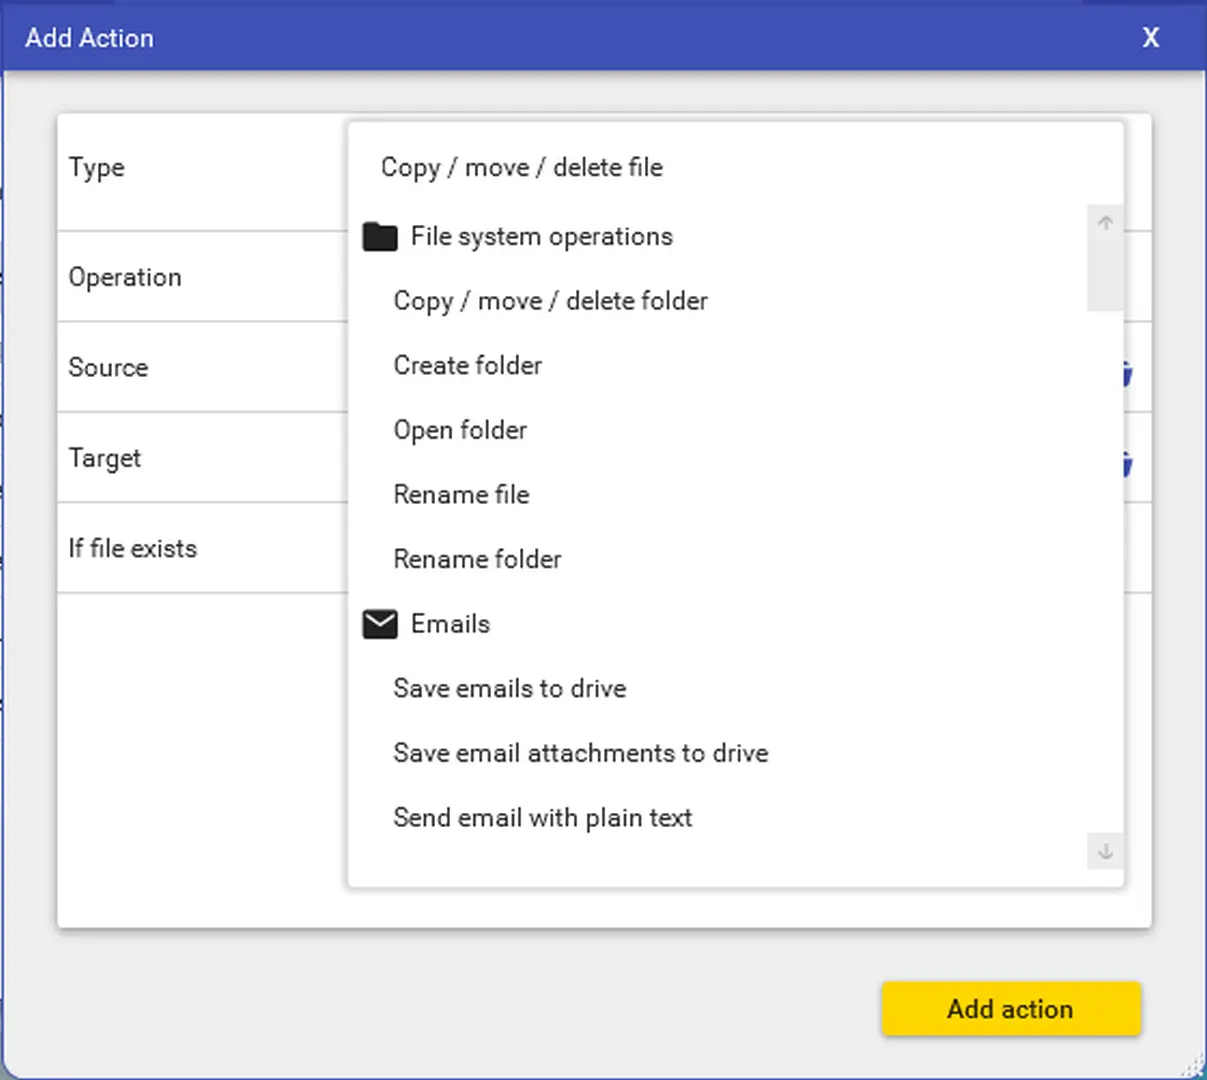 Add Action
X
Type
Copy / move / delete file
File system operations
Operation
Copy / move / delete folder
Create folder
Source
Open folder
Target
Rename file
If file exists
Rename folder
Emails
Save emails to drive
Save email attachments to drive
Send email with plain text
Add action